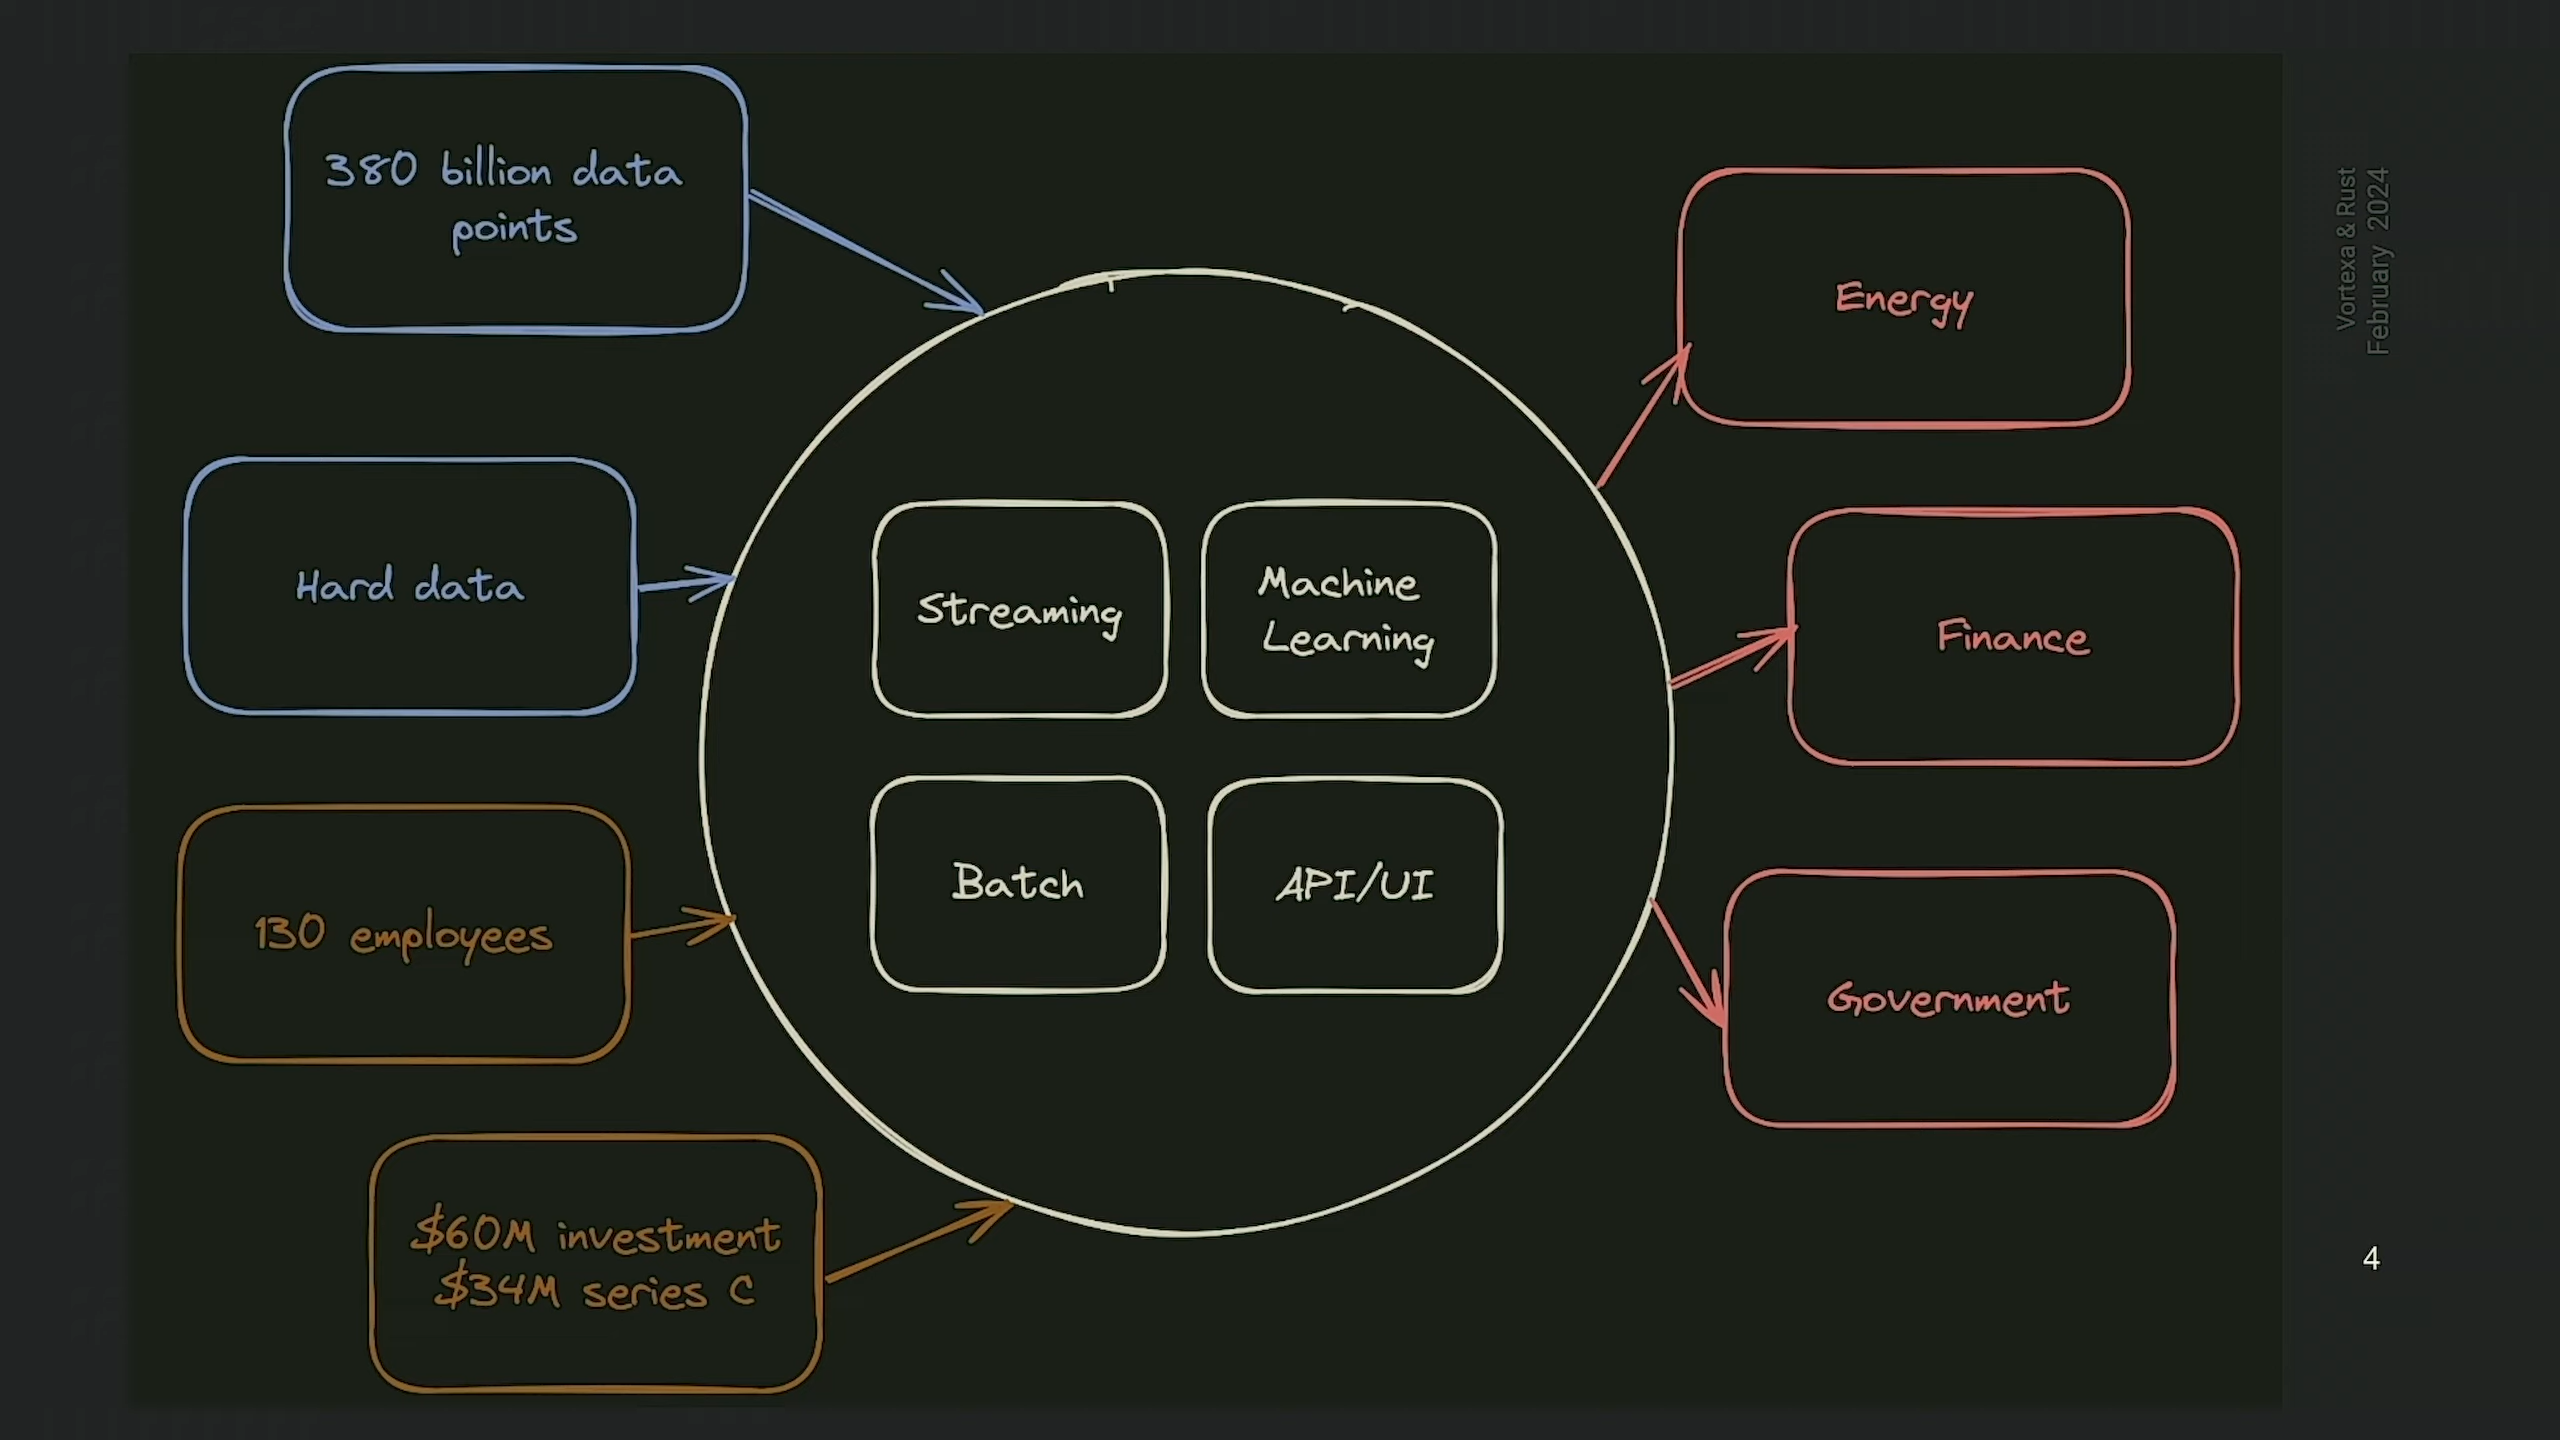 380 billion data
points
Hard data
130 employees
$60M investment
$34M series C
Streaming
Machine
Learning
Batch
API/UI
Energy
Finance
Government
Vortexa & Rust
February 2024
4